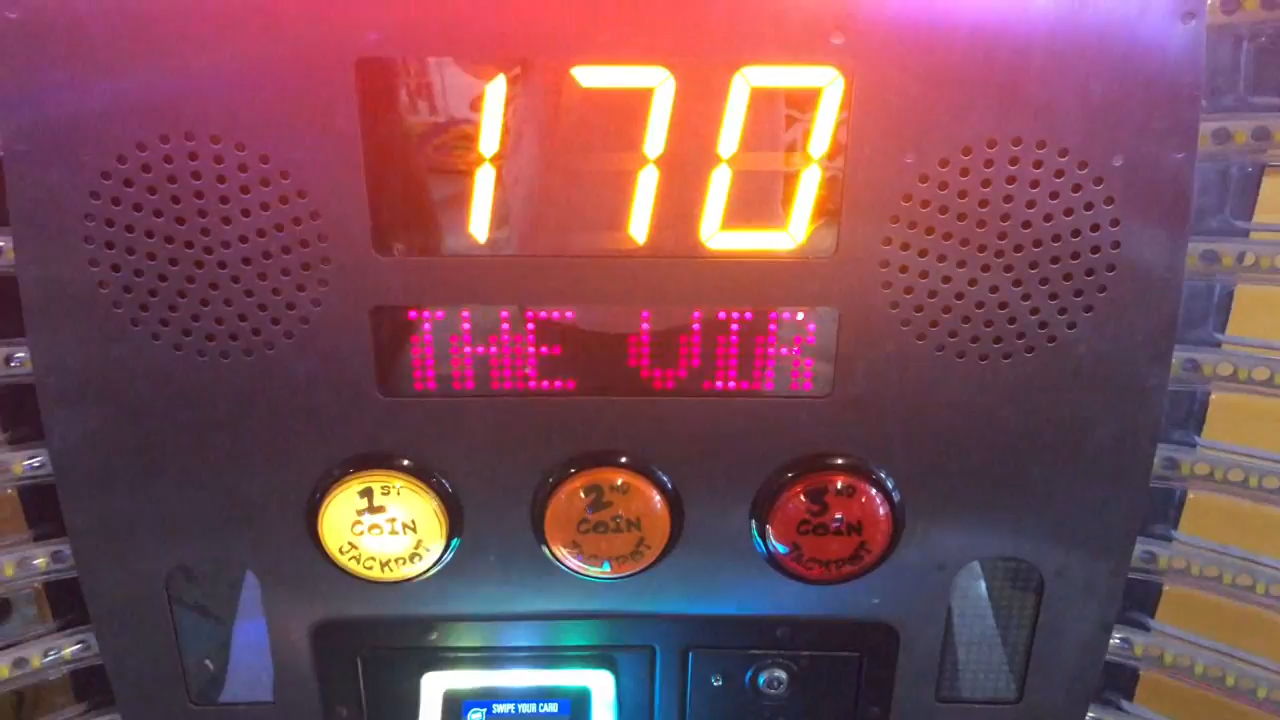 170
THE VIR
1ST COIN JACKPOT
2ND COIN JACKPOT
3RD COIN JACKPOT
SWIPE YOUR CARD